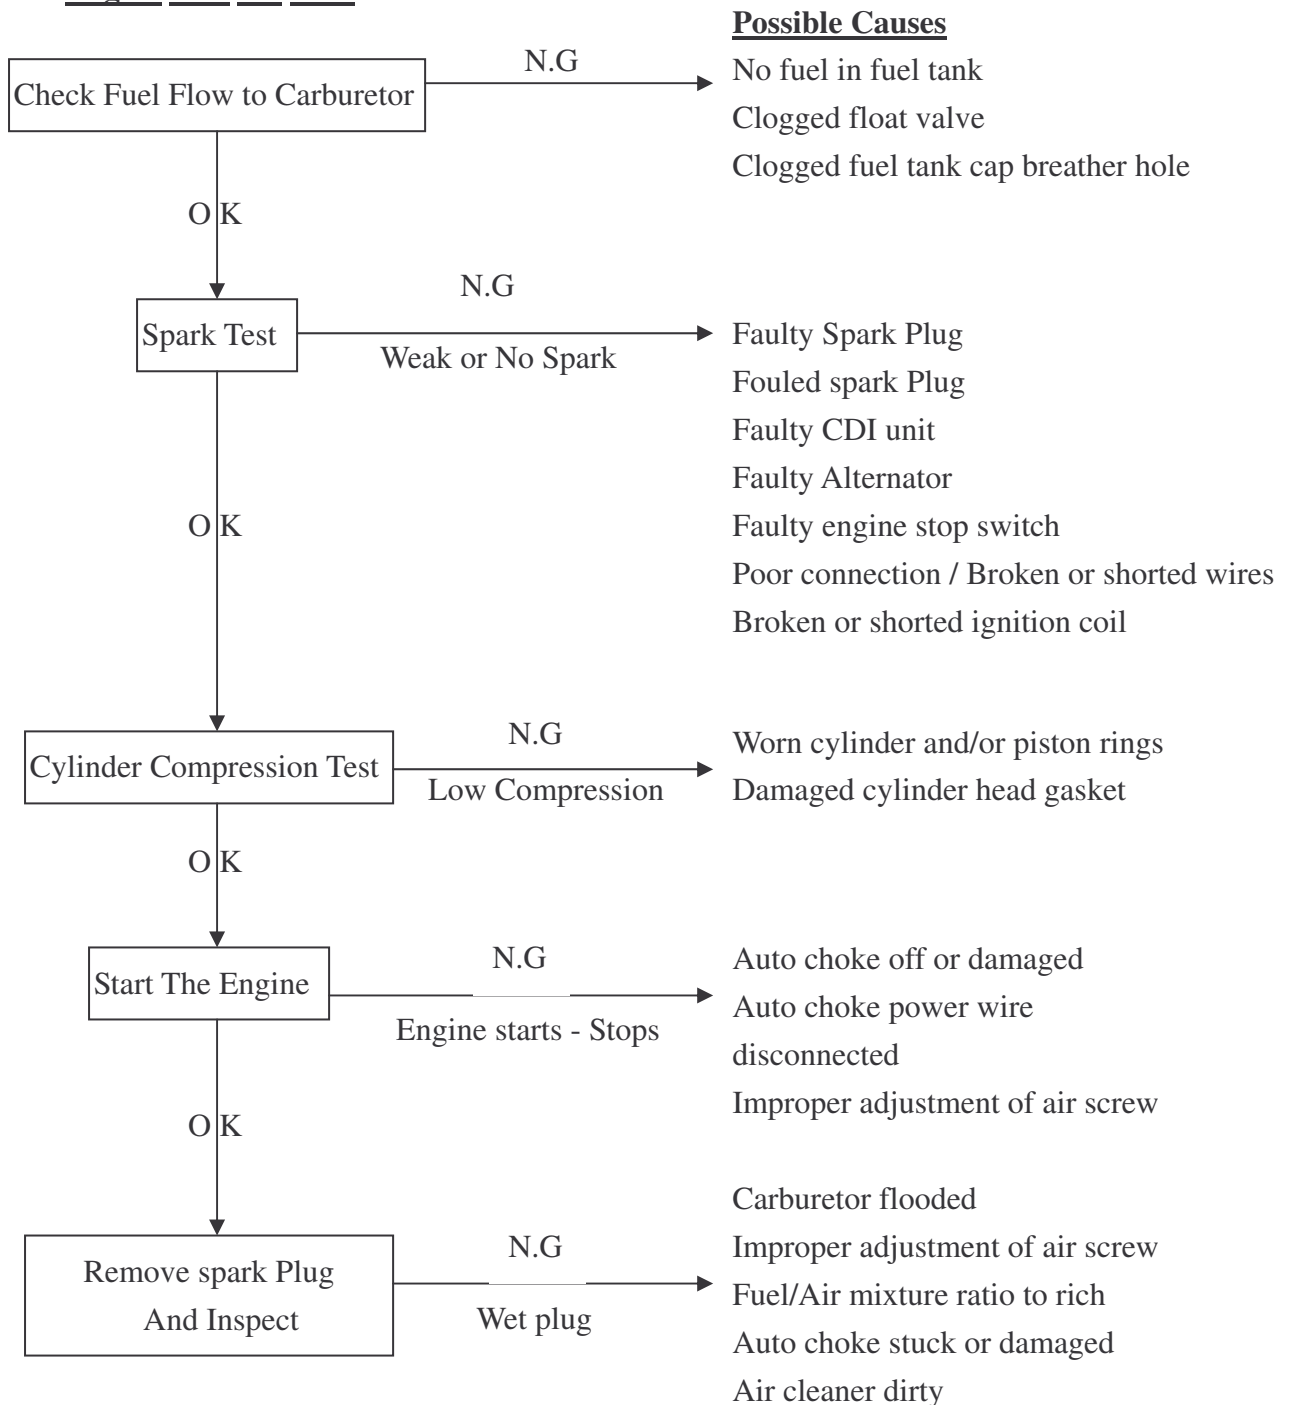 Possible Causes
N.G
No fuel in fuel tank
Check Fuel Flow to Carburetor
Clogged float valve
Clogged fuel tank cap breather hole
O K
N.G
Spark Test
Weak or No Spark
Faulty Spark Plug
Fouled spark Plug
Faulty CDI unit
Faulty Alternator
O K
Faulty engine stop switch
Poor connection / Broken or shorted wires
Broken or shorted ignition coil
N.G
Cylinder Compression Test
Low Compression
Worn cylinder and/or piston rings
Damaged cylinder head gasket
O K
N.G
Start The Engine
Engine starts - Stops
Auto choke off or damaged
Auto choke power wire
disconnected
Improper adjustment of air screw
O K
Carburetor flooded
N.G
Improper adjustment of air screw
Remove spark Plug
And Inspect
Wet plug
Fuel/Air mixture ratio to rich
Auto choke stuck or damaged
Air cleaner dirty